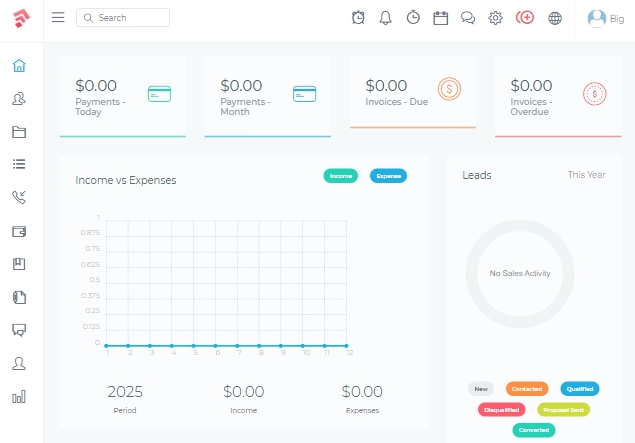 Search
Big
$0.00
Payments -
Today
$0.00
Payments -
Month
$0.00
Invoices - Due
$0.00
Invoices -
Overdue
Income vs Expenses
Income
Expense
1
0.875
0.75
0.625
0.5
0.375
0.25
0.125
0
1 2 3 4 5 6 7 8 9 10 11 12
2025
Period
$0.00
Income
$0.00
Expenses
Leads
This Year
No Sales Activity
New
Contacted
Qualified
Disqualified
Proposal Sent
Converted